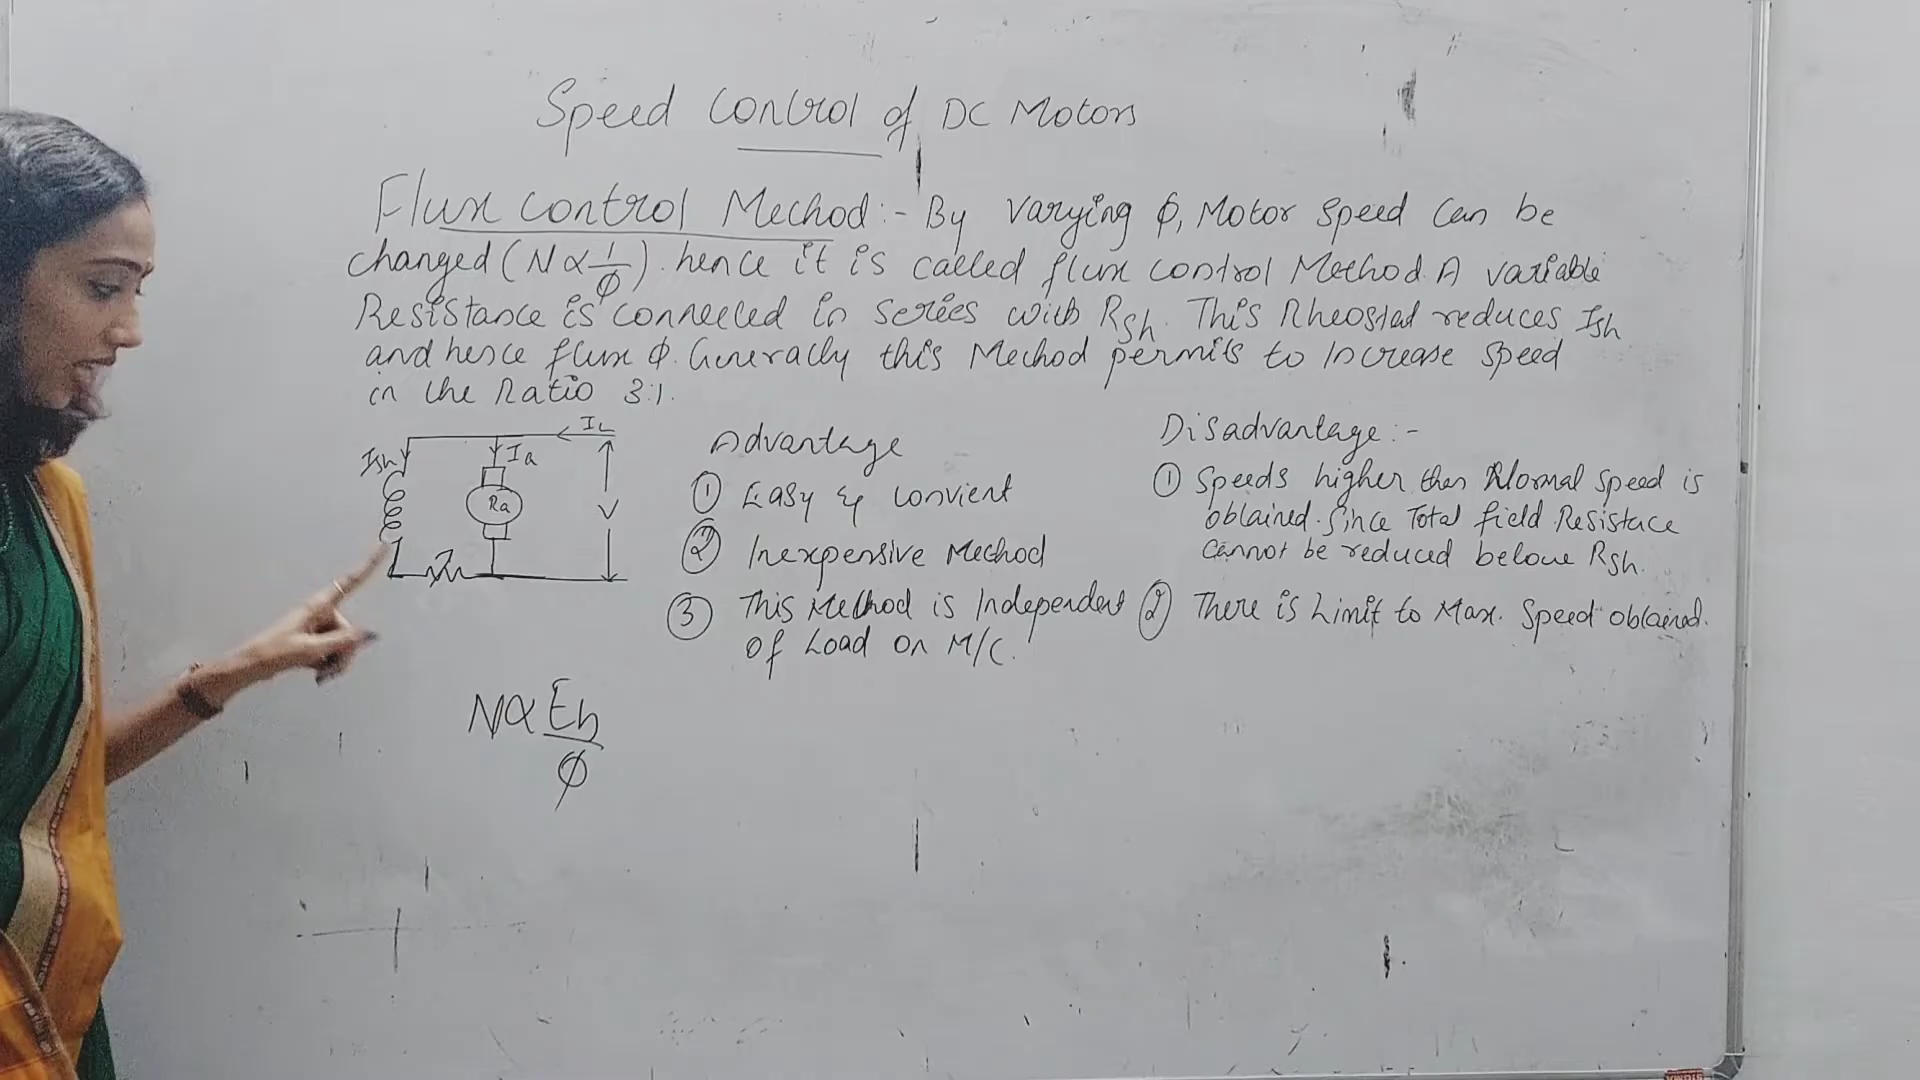 Speed Control of DC Motors
Flux control Method:- By varying φ, Motor speed can be
changed (N ∝ 1/φ). hence it is called flux control Method. A variable
Resistance is connected in series with Rsh. This Rheostat reduces Ish
and hence flux φ. Generally this Method permits to Increase speed
in the Ratio 3:1.
IL
Ish
Ia
Ra
V
Advantage
① Easy & convient
② Inexpensive Method
③ This Method is Independent
of Load on M/C.
Disadvantage:-
① Speeds higher then Normal speed is
obtained. Since Total field Resistace
cannot be reduced below Rsh.
② There is Limit to Max. Speed obtained.
N ∝ Eb/φ